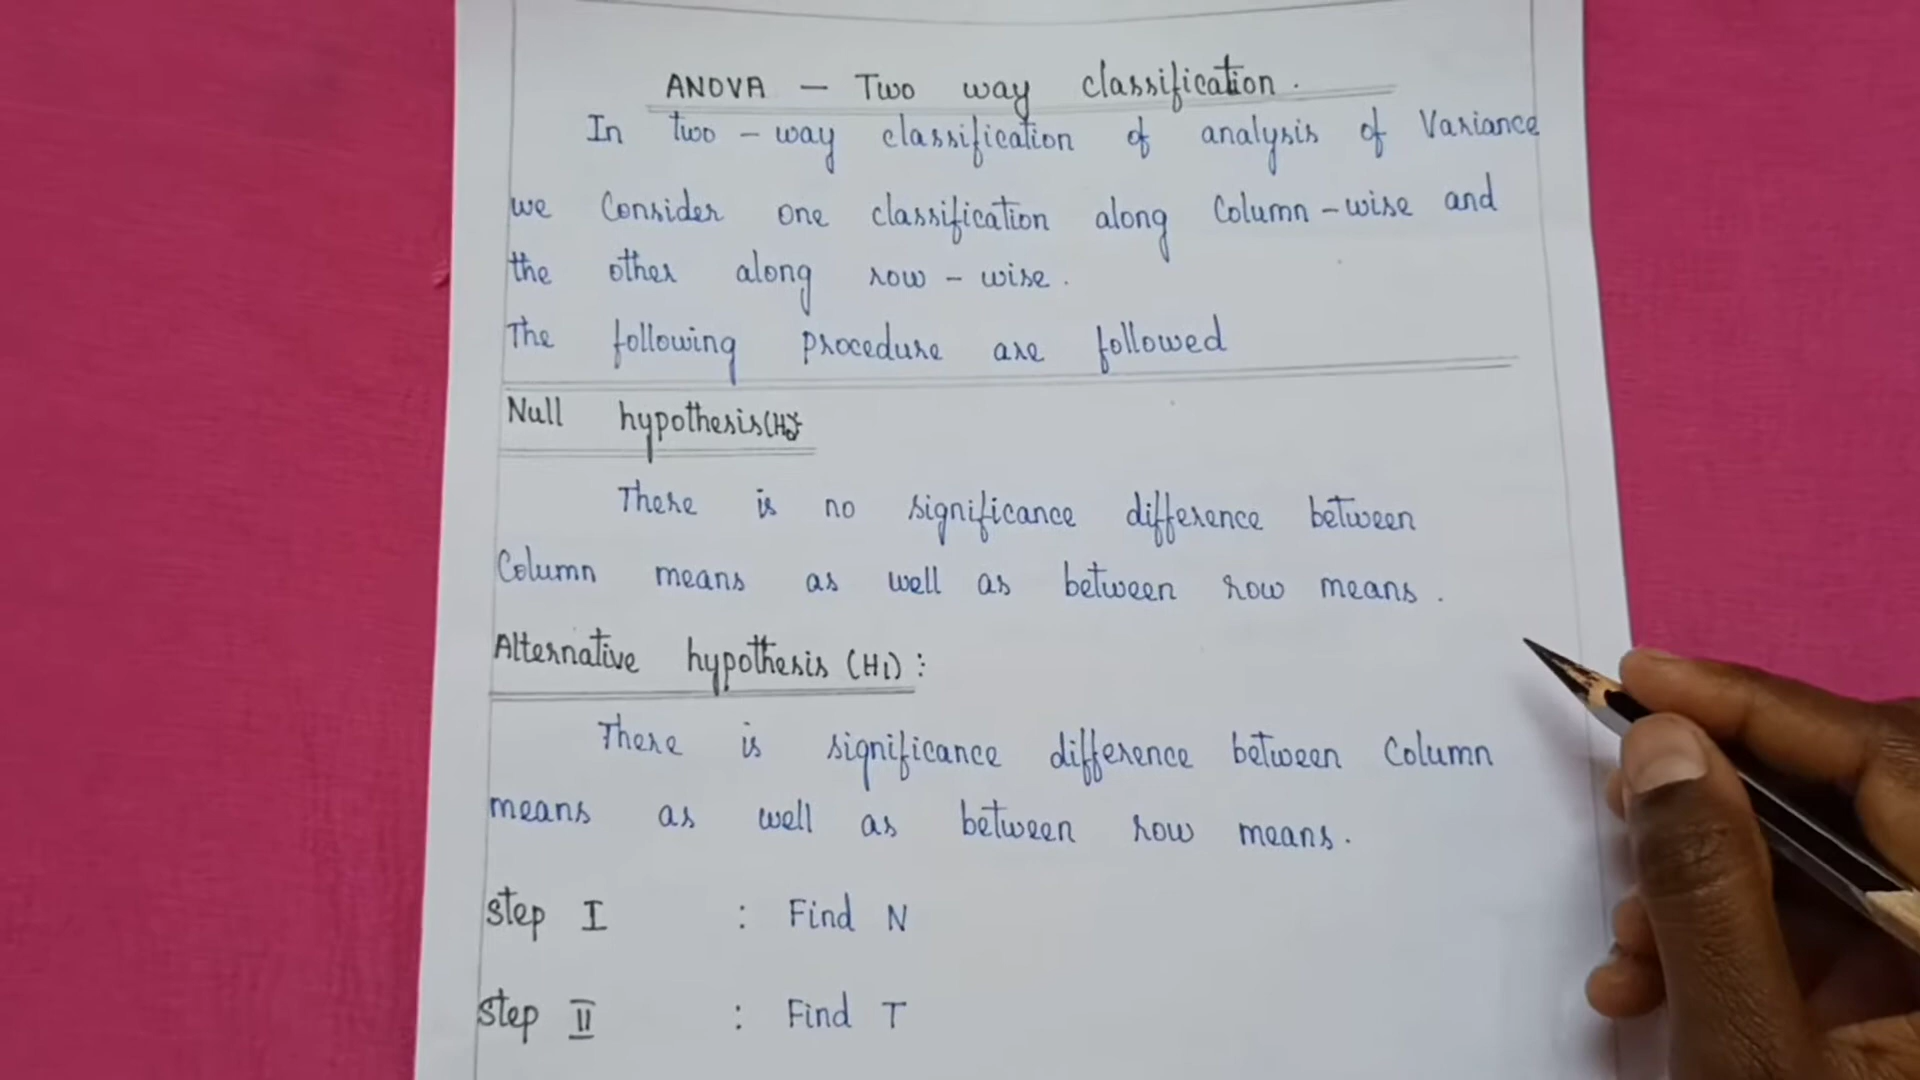 ANOVA - Two way classification.
In two-way classification of analysis of Variance
we Consider one classification along Column-wise and
the other along row-wise.
The following Procedure are followed
Null hypothesis (H0):
There is no significance difference between
Column means as well as between row means.
Alternative hypothesis (H1):
There is significance difference between Column
means as well as between row means.
Step I : Find N
Step II : Find T